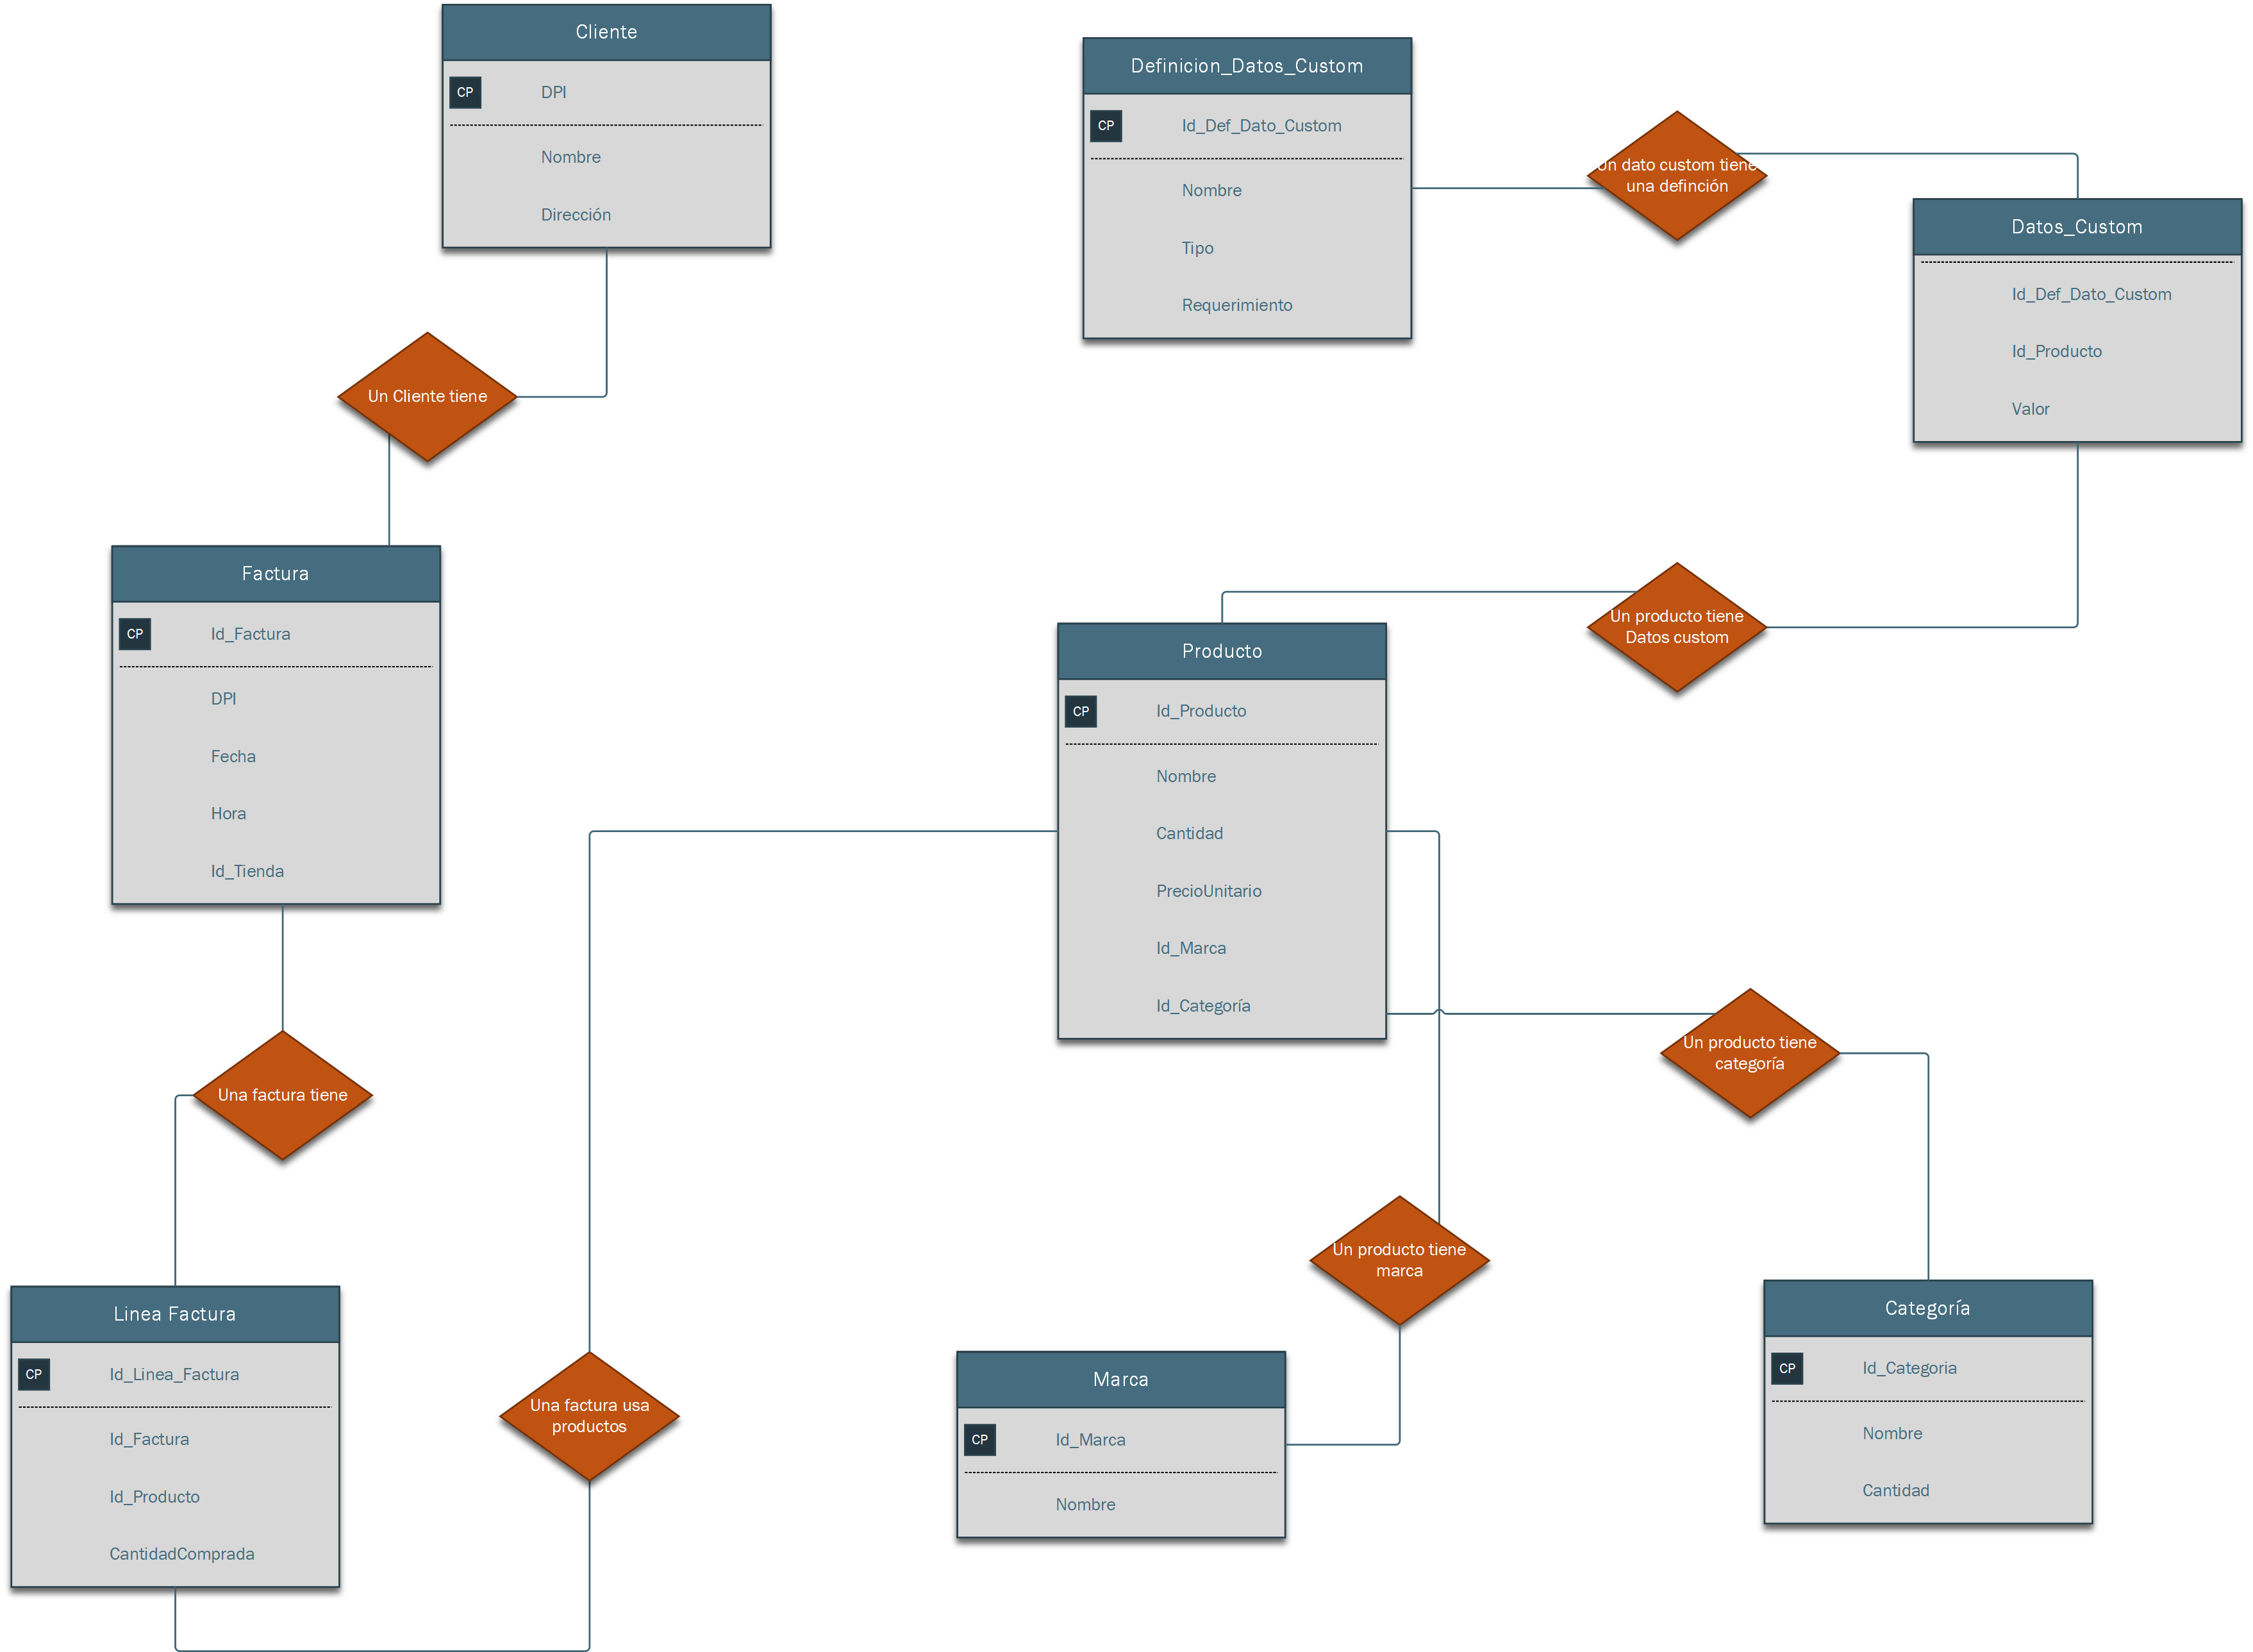 Cliente
CP
DPI
Nombre
Dirección
Definicion_Datos_Custom
CP
Id_Def_Dato_Custom
Nombre
Tipo
Requerimiento
Un dato custom tiene
una definción
Datos_Custom
Id_Def_Dato_Custom
Id_Producto
Valor
Un Cliente tiene
Factura
CP
Id_Factura
DPI
Fecha
Hora
Id_Tienda
Un producto tiene
Datos custom
Producto
CP
Id_Producto
Nombre
Cantidad
PrecioUnitario
Id_Marca
Id_Categoría
Una factura tiene
Un producto tiene
categoría
Un producto tiene
marca
Linea Factura
CP
Id_Linea_Factura
Id_Factura
Id_Producto
CantidadComprada
Una factura usa
productos
Marca
CP
Id_Marca
Nombre
Categoría
CP
Id_Categoria
Nombre
Cantidad